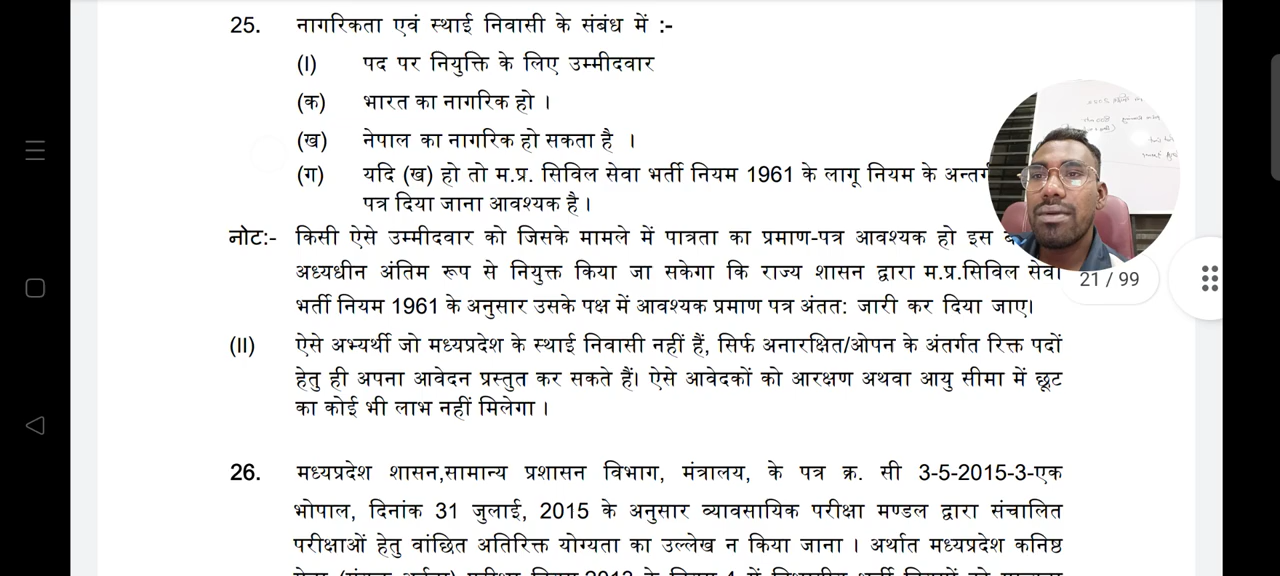 25. नागरिकता एवं स्थाई निवासी के संबंध में :-
(I) पद पर नियुक्ति के लिए उम्मीदवार
(क) भारत का नागरिक हो ।
(ख) नेपाल का नागरिक हो सकता है ।
(ग) यदि (ख) हो तो म.प्र. सिविल सेवा भर्ती नियम 1961 के लागू नियम के अन्तर्ग
पत्र दिया जाना आवश्यक है।
नोट:- किसी ऐसे उम्मीदवार को जिसके मामले में पात्रता का प्रमाण-पत्र आवश्यक हो इस
अध्यधीन अंतिम रूप से नियुक्त किया जा सकेगा कि राज्य शासन द्वारा म.प्र.सिविल सेवा
21 / 99
भर्ती नियम 1961 के अनुसार उसके पक्ष में आवश्यक प्रमाण पत्र अंतत: जारी कर दिया जाए।
(II) ऐसे अभ्यर्थी जो मध्यप्रदेश के स्थाई निवासी नहीं हैं, सिर्फ अनारक्षित/ओपन के अंतर्गत रिक्त पदों
हेतु ही अपना आवेदन प्रस्तुत कर सकते हैं। ऐसे आवेदकों को आरक्षण अथवा आयु सीमा में छूट
का कोई भी लाभ नहीं मिलेगा ।
26. मध्यप्रदेश शासन,सामान्य प्रशासन विभाग, मंत्रालय, के पत्र क्र. सी 3-5-2015-3-एक
भोपाल, दिनांक 31 जुलाई, 2015 के अनुसार व्यावसायिक परीक्षा मण्डल द्वारा संचालित
परीक्षाओं हेतु वांछित अतिरिक्त योग्यता का उल्लेख न किया जाना । अर्थात मध्यप्रदेश कनिष्ठ